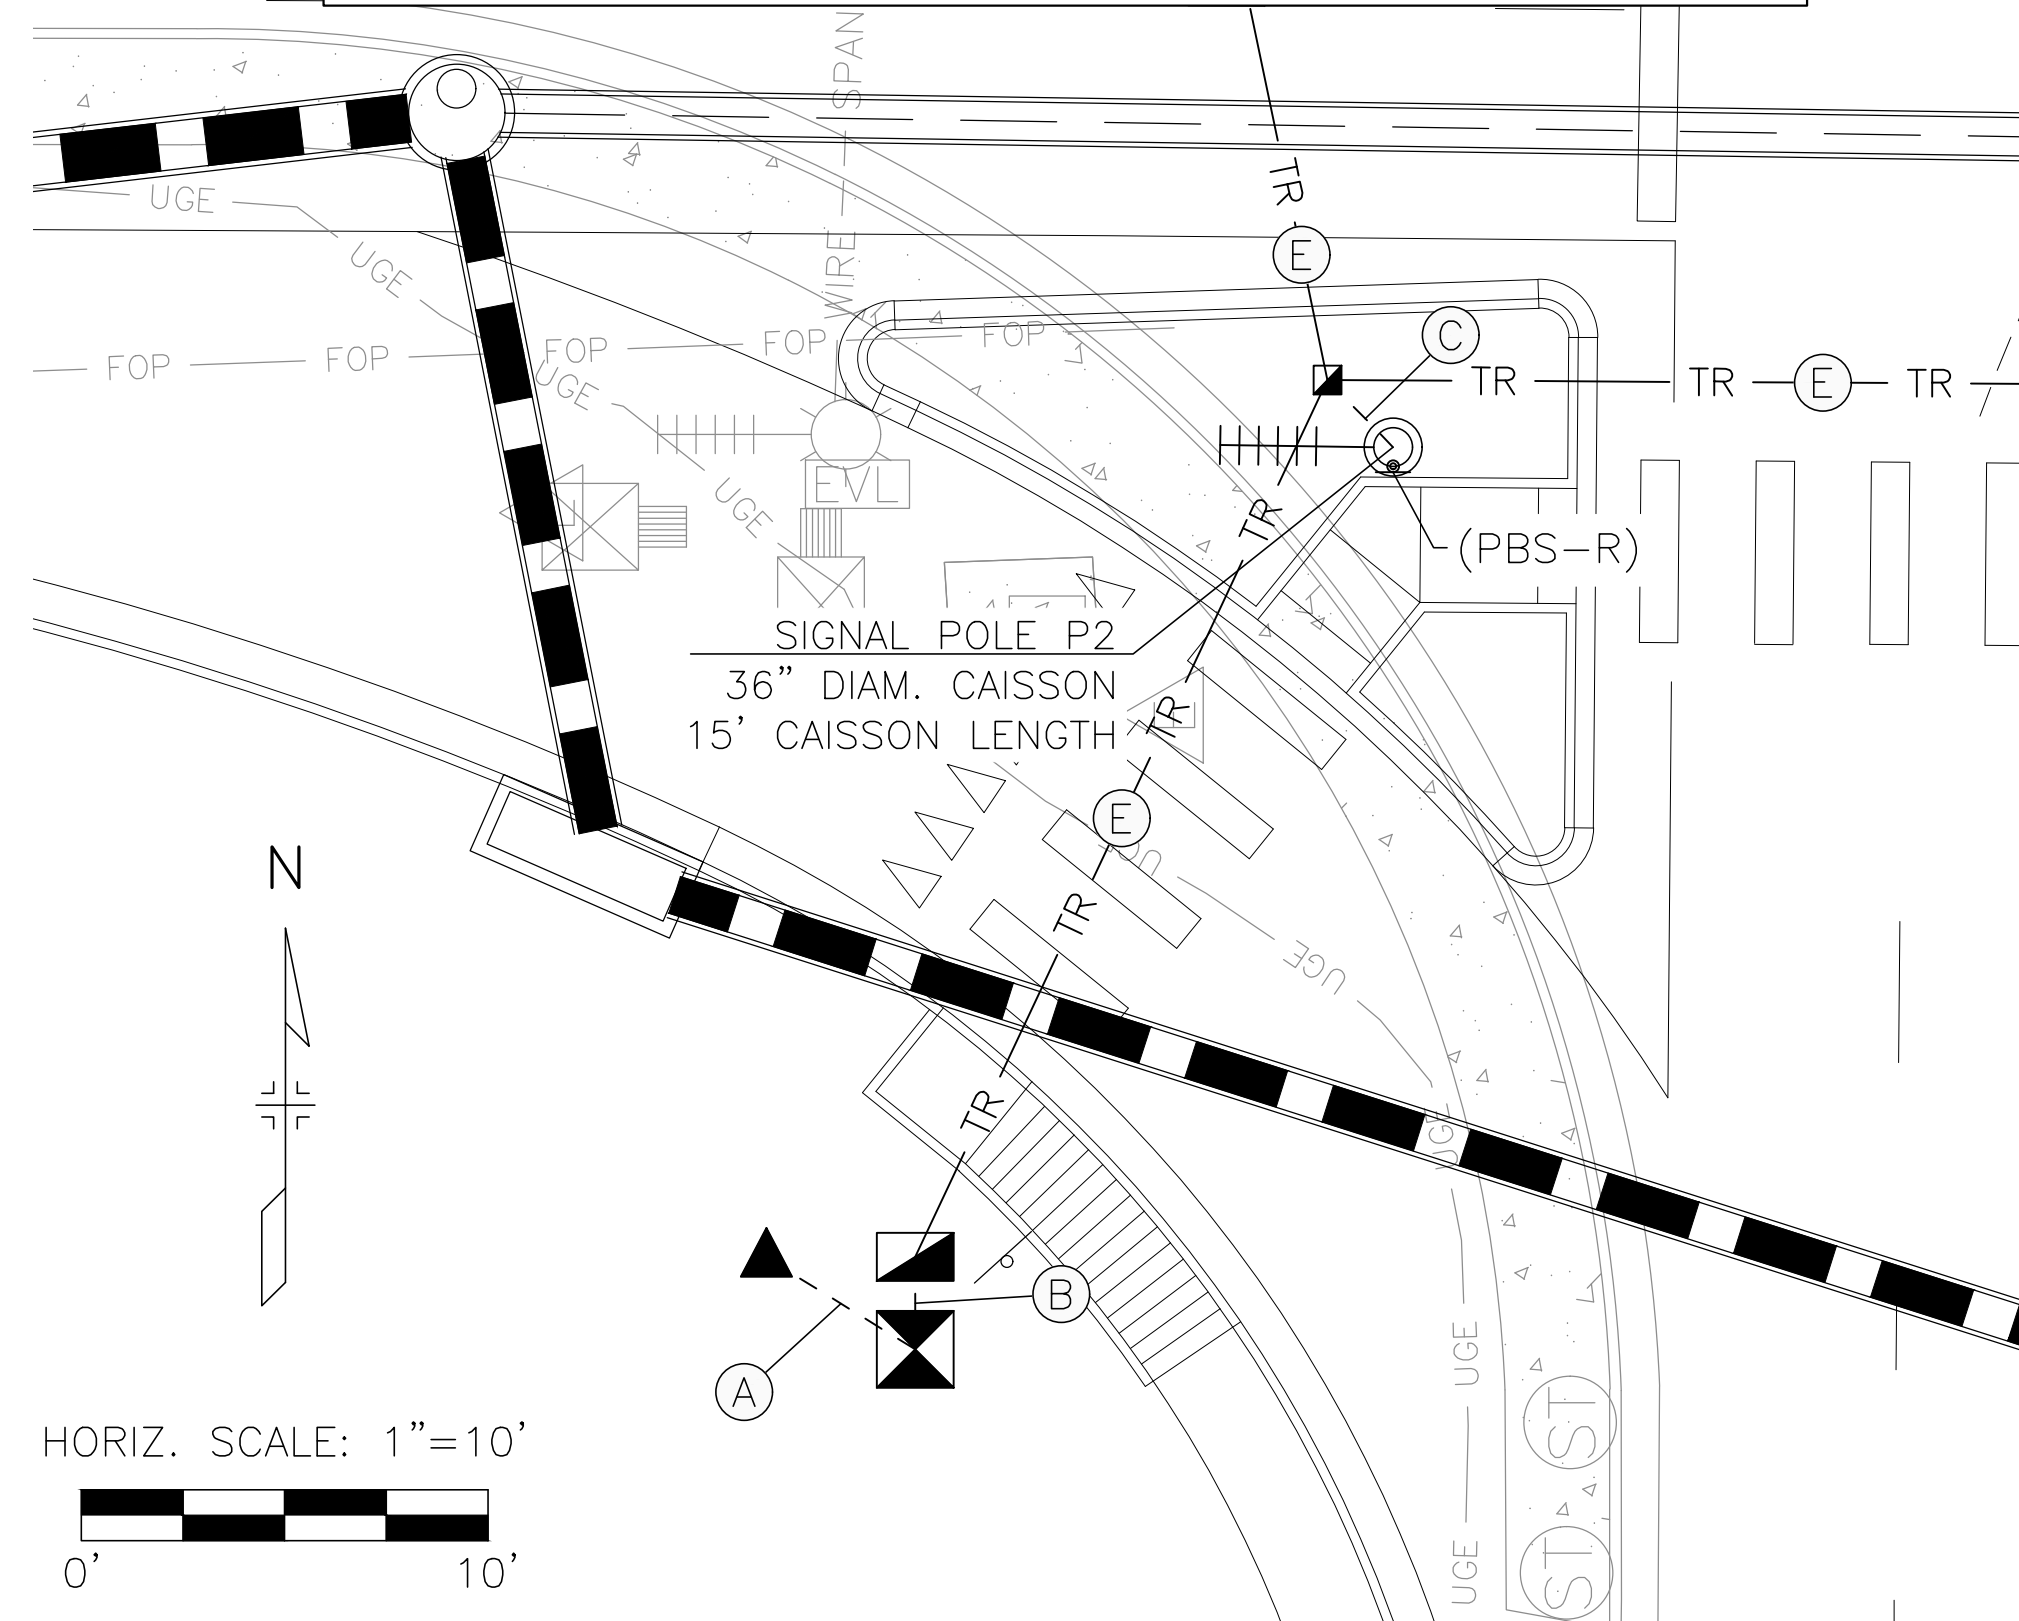 WIRE SPAN
TR
UGE
E
UGE
C
FOP
FOP
FOP
FOP
FOP
TR
TR
E
TR
UGE
EVL
UGE
TR
(PBS-R)
SIGNAL POLE P2
36” DIAM. CAISSON
15’ CAISSON LENGTH
TR
E
UGE
N
TR
UGE
TR
UGE
B
A
UGE
ST
HORIZ. SCALE: 1”=10’
UGE
ST
0’ 10’